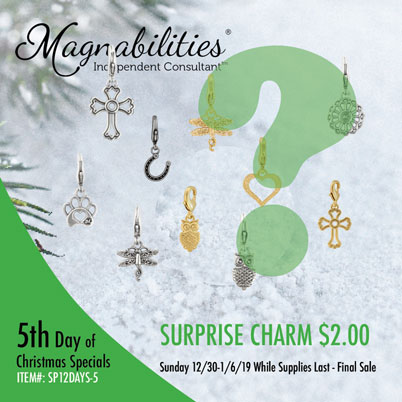 Magnabilities®
Independent Consultant™
?
5th Day of
Christmas Specials
ITEM#: SP12DAYS-5
SURPRISE CHARM $2.00
Sunday 12/30-1/6/19 While Supplies Last - Final Sale